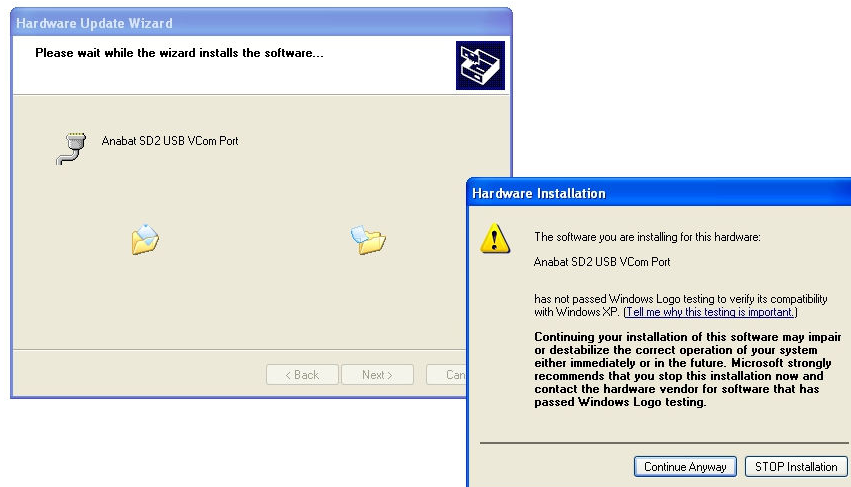 Hardware Update Wizard
Please wait while the wizard installs the software...
Anabat SD2 USB VCom Port
< Back
Next >
Can
Hardware Installation
The software you are installing for this hardware:
Anabat SD2 USB VCom Port
has not passed Windows Logo testing to verify its compatibility
with Windows XP. (Tell me why this testing is important.)
Continuing your installation of this software may impair
or destabilize the correct operation of your system
either immediately or in the future. Microsoft strongly
recommends that you stop this installation now and
contact the hardware vendor for software that has
passed Windows Logo testing.
Continue Anyway
STOP Installation